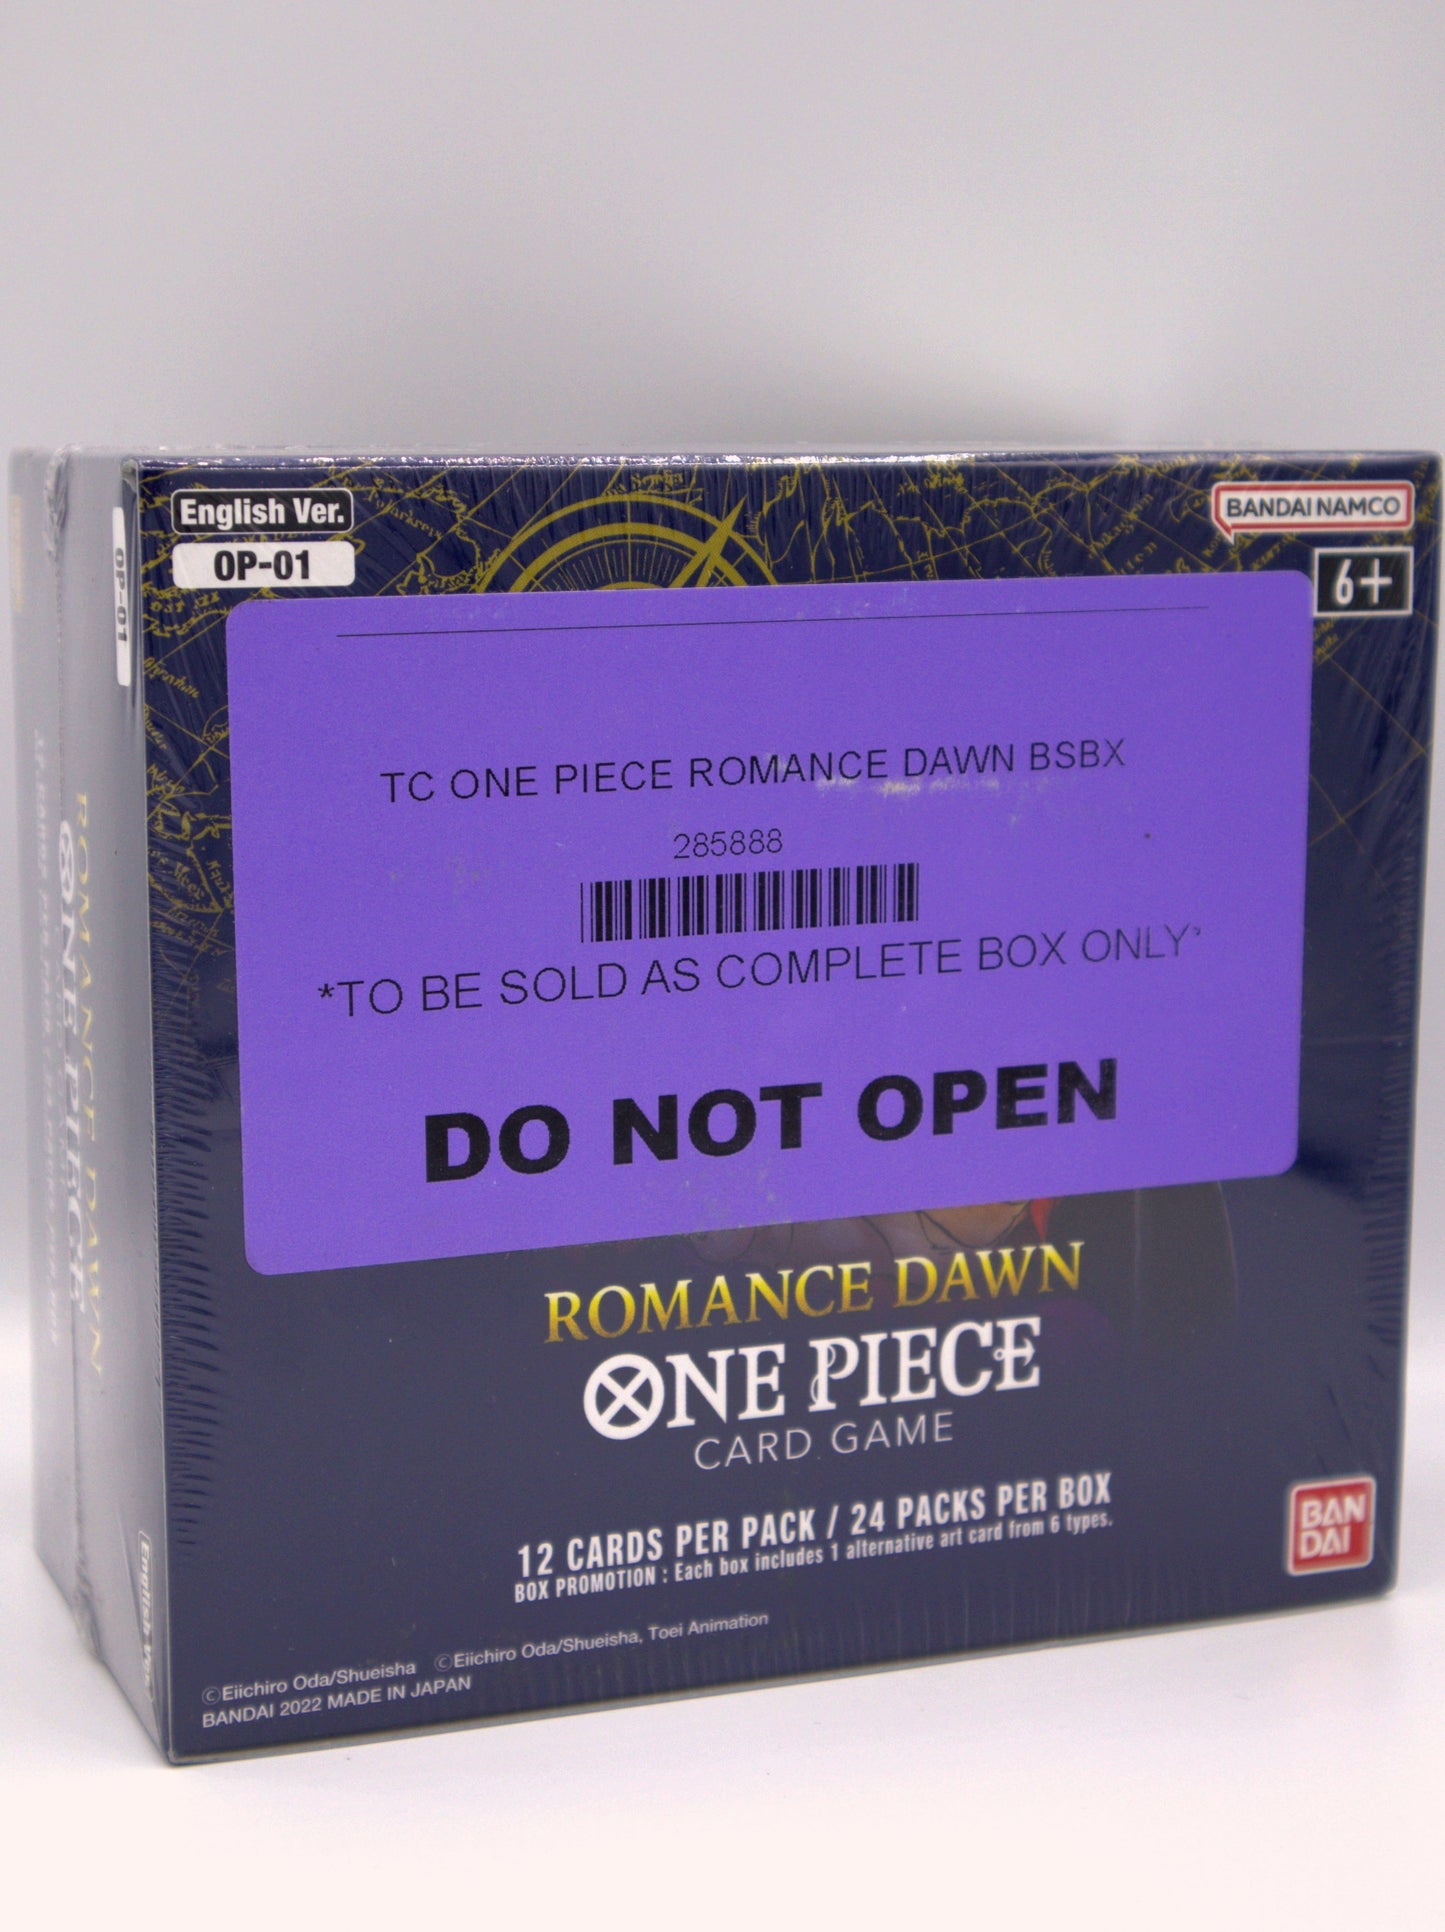 English Ver.
OP-01
BANDAI NAMCO
6+
OP-01
TC ONE PIECE ROMANCE DAWN BSBX
285888
*TO BE SOLD AS COMPLETE BOX ONLY*
DO NOT OPEN
ROMANCE DAWN
ONE PIECE
CARD GAME
12 CARDS PER PACK / 24 PACKS PER BOX
BOX PROMOTION : Each box includes 1 alternative art card from 6 types.
BAN
DAI
©Eiichiro Oda/Shueisha ©Eiichiro Oda/Shueisha, Toei Animation
BANDAI 2022 MADE IN JAPAN
ROMANCE DAWN
ONE PIECE
English Ver.